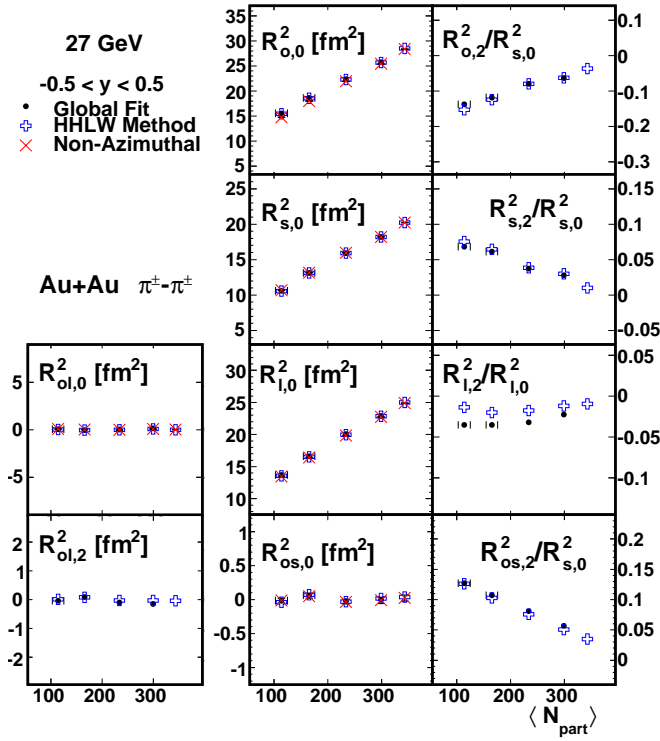 27 GeV
-0.5 < y < 0.5
Global Fit
HHLW Method
Non-Azimuthal
Au+Au π±-π±
R²o,0 [fm²]
35
30
25
20
15
10
5
R²o,2/R²s,0
0.1
0
-0.1
-0.2
-0.3
R²s,0 [fm²]
25
20
15
10
5
R²s,2/R²s,0
0.15
0.1
0.05
0
-0.05
R²ol,0 [fm²]
5
0
-5
R²l,0 [fm²]
30
25
20
15
10
R²l,2/R²l,0
0.05
0
-0.05
-0.1
R²ol,2 [fm²]
2
1
0
-1
-2
R²os,0 [fm²]
1
0.5
0
-0.5
-1
R²os,2/R²s,0
0.2
0.15
0.1
0.05
0
100 200 300
100 200 300
100 200 300
⟨ Npart ⟩